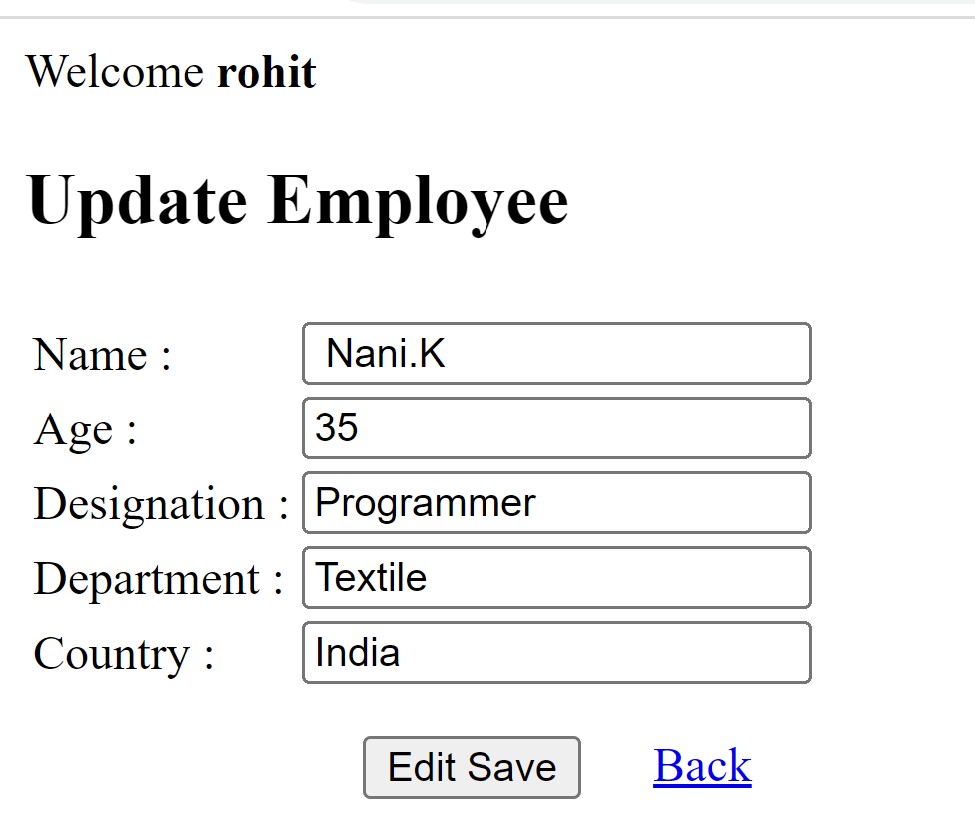 Welcome rohit
Update Employee
Name : Nani.K
Age : 35
Designation : Programmer
Department : Textile
Country : India
Edit Save Back